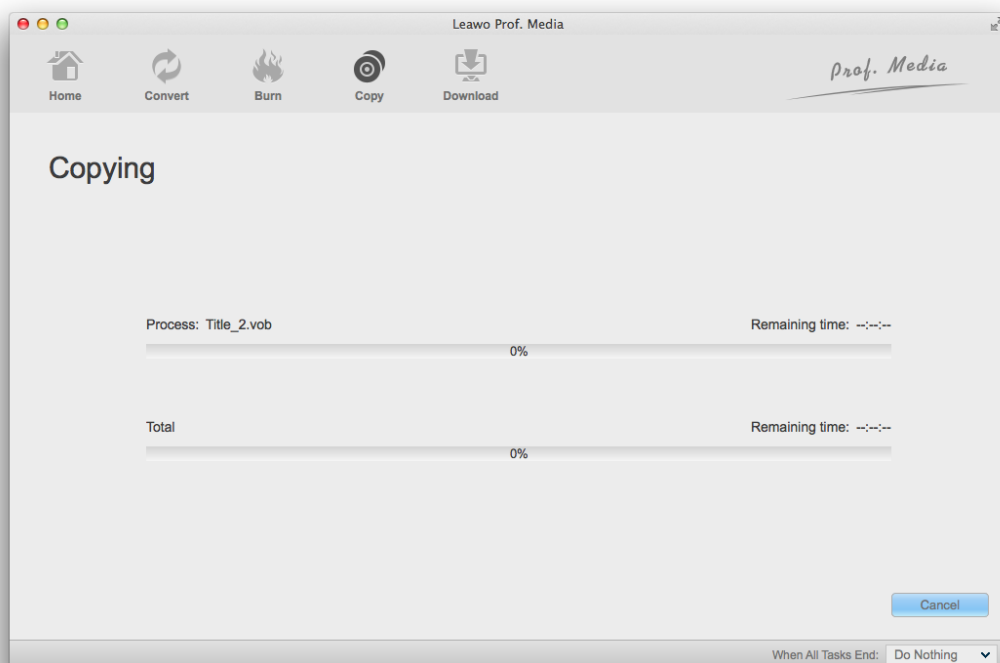 Leawo Prof. Media
Home Convert Burn Copy Download
Prof. Media
Copying
Process: Title_2.vob Remaining time: --:--:--
0%
Total Remaining time: --:--:--
0%
Cancel
When All Tasks End: Do Nothing